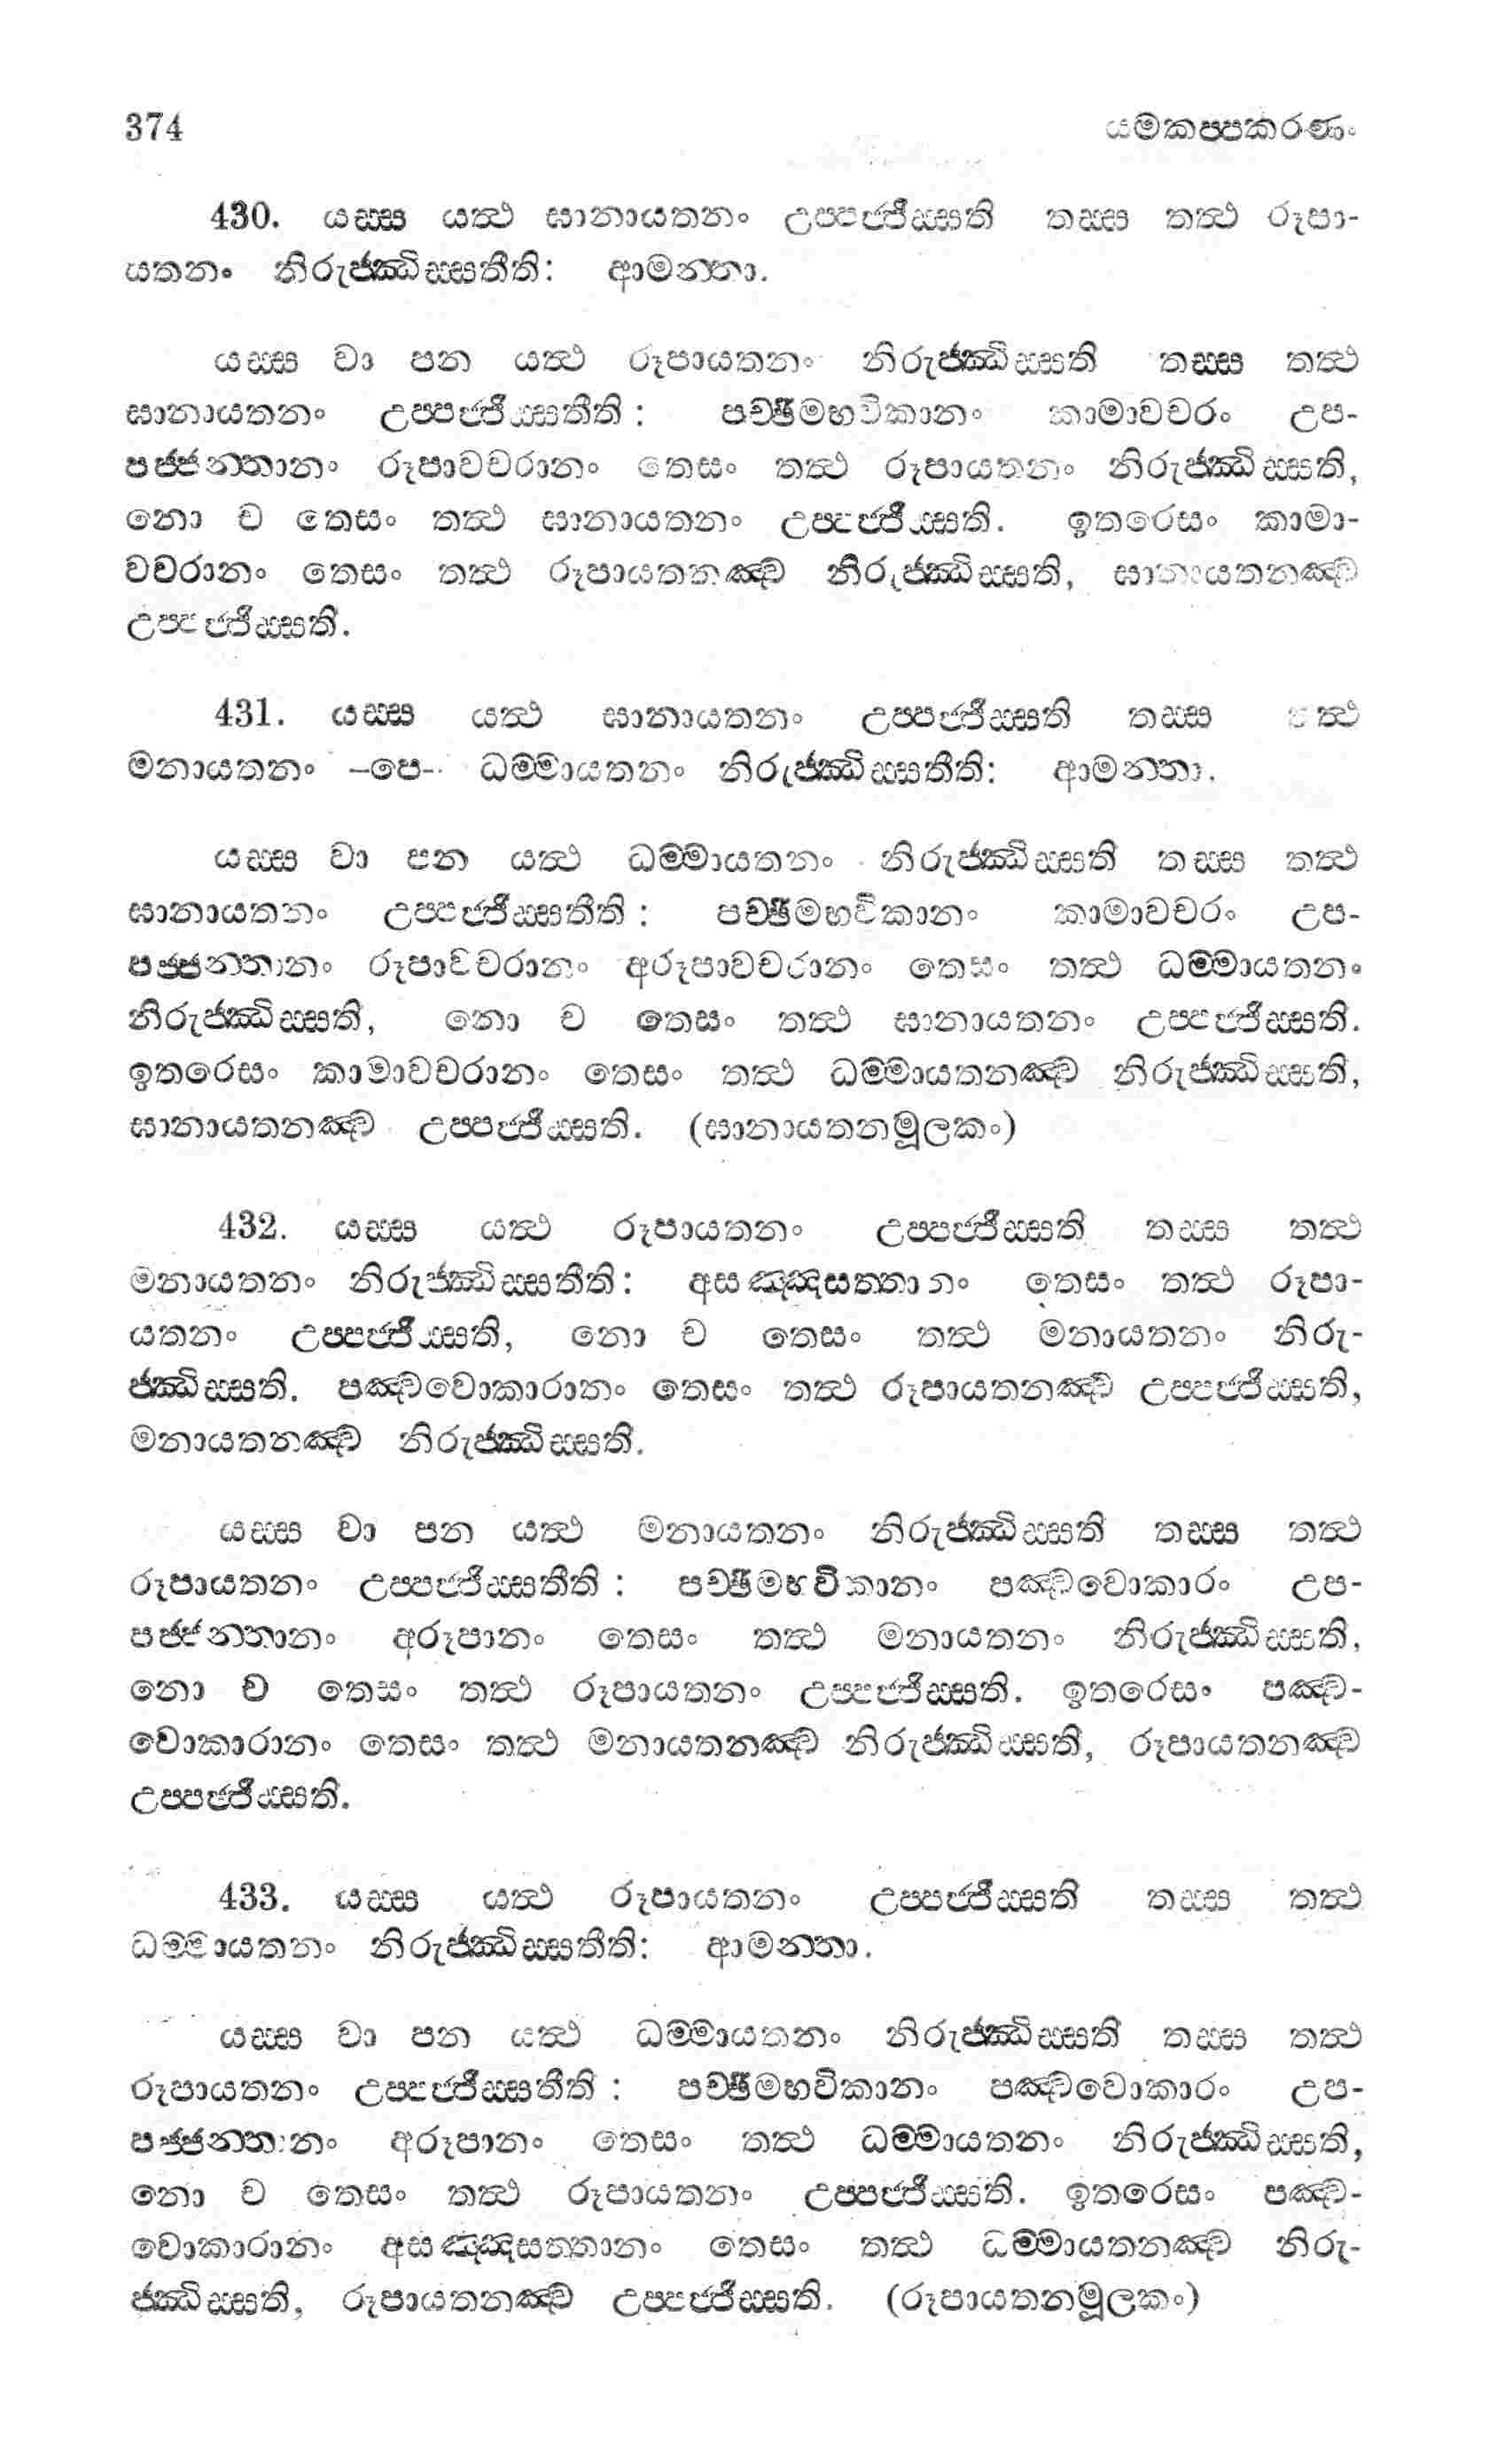 374 යමකප්පකරණං
430. යස්ස යත්ථ ඝානායතනං උප්පජ්ජිස්සති තස්ස තත්ථ රූපා-
යතනං නිරුජ්ඣිස්සතීති: ආමන්තා.
යස්ස වා පන යත්ථ රූපායතනං නිරුජ්ඣිස්සති තස්ස තත්ථ
ඝානායතනං උප්පජ්ජිස්සතීති: පච්ඡිමභවිකානං කාමාවචරං උප-
පජ්ජන්තානං රූපාවචරානං තෙසං තත්ථ රූපායතනං නිරුජ්ඣිස්සති,
නො ච තෙසං තත්ථ ඝානායතනං උප්පජ්ජිස්සති. ඉතරෙසං කාමා-
වචරානං තෙසං තත්ථ රූපායතනඤ්ච නිරුජ්ඣිස්සති, ඝානායතනඤ්ච
උප්පජ්ජිස්සති.
431. යස්ස යත්ථ ඝානායතනං උප්පජ්ජිස්සති තස්ස තත්ථ
මනායතනං -පෙ- ධම්මායතනං නිරුජ්ඣිස්සතීති: ආමන්තා.
යස්ස වා පන යත්ථ ධම්මායතනං නිරුජ්ඣිස්සති තස්ස තත්ථ
ඝානායතනං උප්පජ්ජිස්සතීති: පච්ඡිමභවිකානං කාමාවචරං උප-
පජ්ජන්තානං රූපාවචරානං අරූපාවචරානං තෙසං තත්ථ ධම්මායතනං
නිරුජ්ඣිස්සති, නො ච තෙසං තත්ථ ඝානායතනං උප්පජ්ජිස්සති.
ඉතරෙසං කාමාවචරානං තෙසං තත්ථ ධම්මායතනඤ්ච නිරුජ්ඣිස්සති,
ඝානායතනඤ්ච උප්පජ්ජිස්සති. (ඝානායතනමූලකං)
432. යස්ස යත්ථ රූපායතනං උප්පජ්ජිස්සති තස්ස තත්ථ
මනායතනං නිරුජ්ඣිස්සතීති: අසඤ්ඤසත්තානං තෙසං තත්ථ රූපා-
යතනං උප්පජ්ජිස්සති, නො ච තෙසං තත්ථ මනායතනං නිරු-
ජ්ඣිස්සති. පඤ්චවොකාරානං තෙසං තත්ථ රූපායතනඤ්ච උප්පජ්ජිස්සති,
මනායතනඤ්ච නිරුජ්ඣිස්සති.
යස්ස වා පන යත්ථ මනායතනං නිරුජ්ඣිස්සති තස්ස තත්ථ
රූපායතනං උප්පජ්ජිස්සතීති: පච්ඡිමභවිකානං පඤ්චවොකාරං උප-
පජ්ජන්තානං අරූපානං තෙසං තත්ථ මනායතනං නිරුජ්ඣිස්සති,
නො ච තෙසං තත්ථ රූපායතනං උප්පජ්ජිස්සති. ඉතරෙසං පඤ්ච-
වොකාරානං තෙසං තත්ථ මනායතනඤ්ච නිරුජ්ඣිස්සති, රූපායතනඤ්ච
උප්පජ්ජිස්සති.
433. යස්ස යත්ථ රූපායතනං උප්පජ්ජිස්සති තස්ස තත්ථ
ධම්මායතනං නිරුජ්ඣිස්සතීති: ආමන්තා.
යස්ස වා පන යත්ථ ධම්මායතනං නිරුජ්ඣිස්සති තස්ස තත්ථ
රූපායතනං උප්පජ්ජිස්සතීති: පච්ඡිමභවිකානං පඤ්චවොකාරං උප-
පජ්ජන්තානං අරූපානං තෙසං තත්ථ ධම්මායතනං නිරුජ්ඣිස්සති,
නො ච තෙසං තත්ථ රූපායතනං උප්පජ්ජිස්සති. ඉතරෙසං පඤ්ච-
වොකාරානං අසඤ්ඤසත්තානං තෙසං තත්ථ ධම්මායතනඤ්ච නිරු-
ජ්ඣිස්සති, රූපායතනඤ්ච උප්පජ්ජිස්සති. (රූපායතනමූලකං)